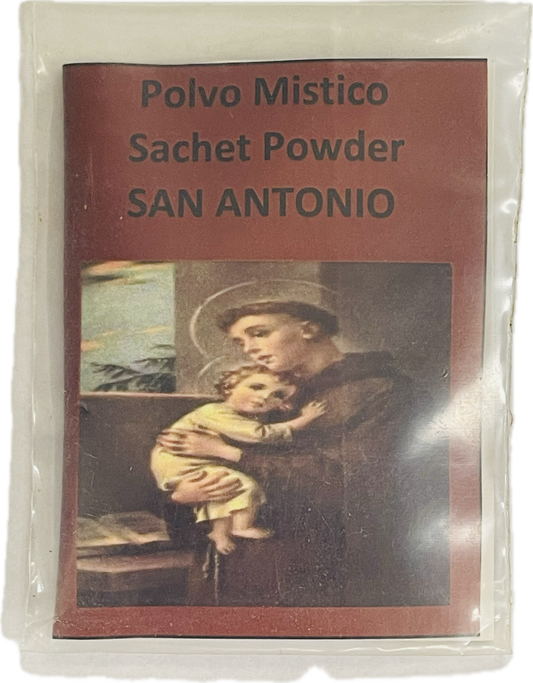 Polvo Mistico
Sachet Powder
SAN ANTONIO